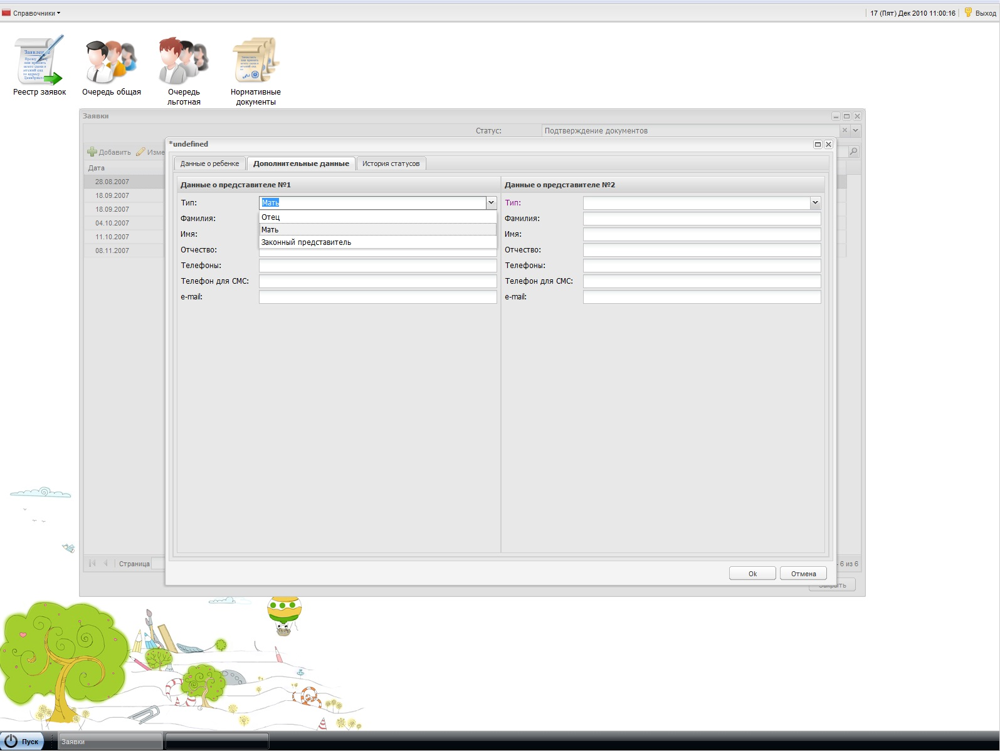 Справочники
17 (Пят) Дек 2010 11:00:16
Выход
Заявление
Реестр заявок
Очередь общая
Очередь льготная
Нормативные документы
Заявки
Статус:
Подтверждение документов
Добавить
Изме
Дата
28.08.2007
18.09.2007
18.09.2007
04.10.2007
11.10.2007
08.11.2007
*undefined
Данные о ребенке
Дополнительные данные
История статусов
Данные о представителе №1
Тип:
Мать
Отец
Мать
Законный представитель
Фамилия:
Имя:
Отчество:
Телефоны:
Телефон для СМС:
e-mail:
Данные о представителе №2
Тип:
Фамилия:
Имя:
Отчество:
Телефоны:
Телефон для СМС:
e-mail:
Страница
- 6 из 6
Ok
Отмена
Закрыть
Пуск
Заявки